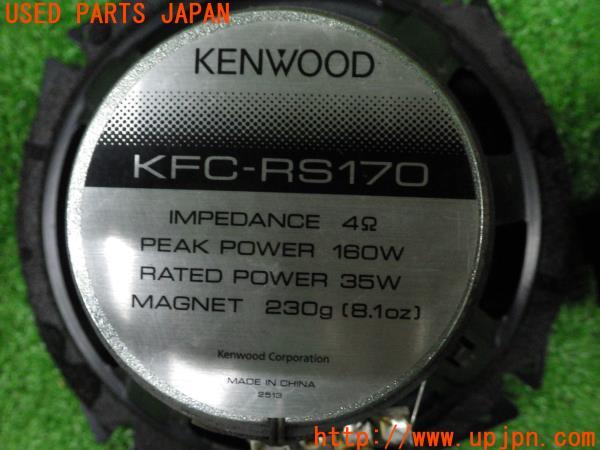 USED PARTS JAPAN
KENWOOD
KFC-RS170
IMPEDANCE 4Ω
PEAK POWER 160W
RATED POWER 35W
MAGNET 230g (8.1oz)
Kenwood Corporation
MADE IN CHINA
2513
http://www.upjpn.com